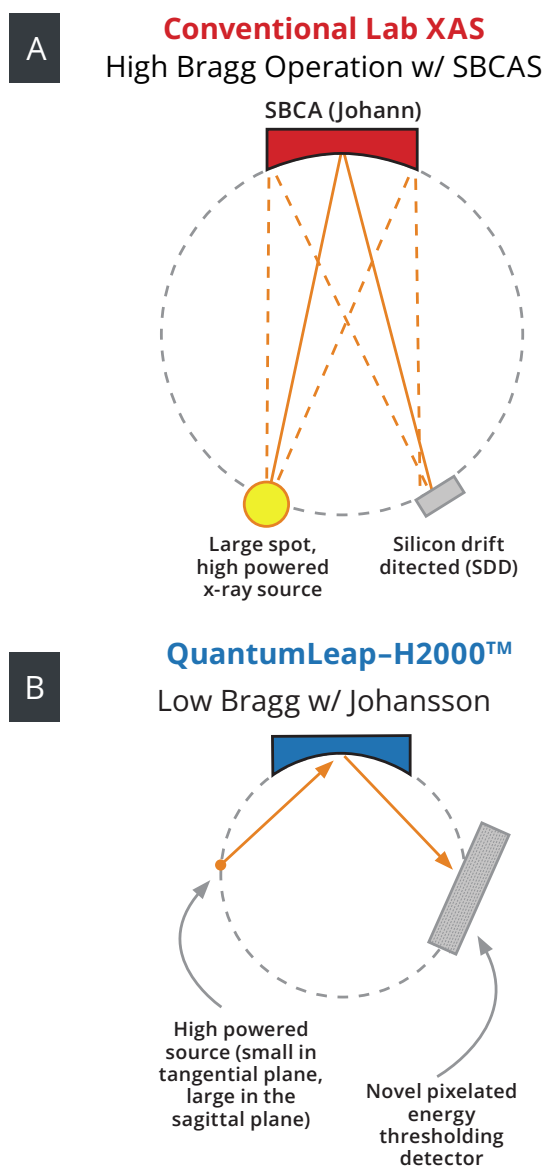 A
Conventional Lab XAS
High Bragg Operation w/ SBCAS
SBCA (Johann)
Large spot,
high powered
x-ray source
Silicon drift
ditected (SDD)
B
QuantumLeap–H2000™
Low Bragg w/ Johansson
High powered
source (small in
tangential plane,
large in the
sagittal plane)
Novel pixelated
energy
thresholding
detector